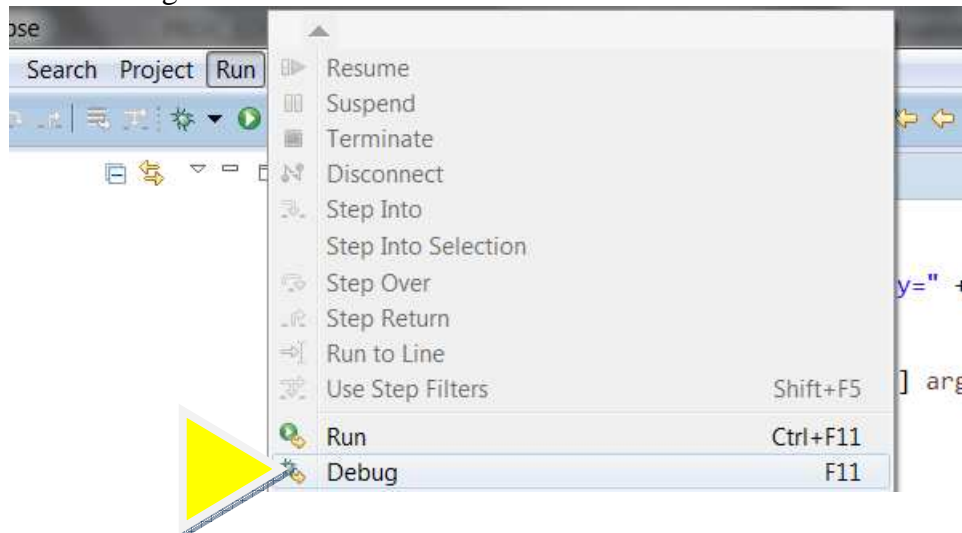 Search Project Run
Resume
Suspend
Terminate
Disconnect
Step Into
Step Into Selection
Step Over
y=" +
Step Return
Run to Line
Use Step Filters Shift+F5
] arg
Run Ctrl+F11
Debug F11